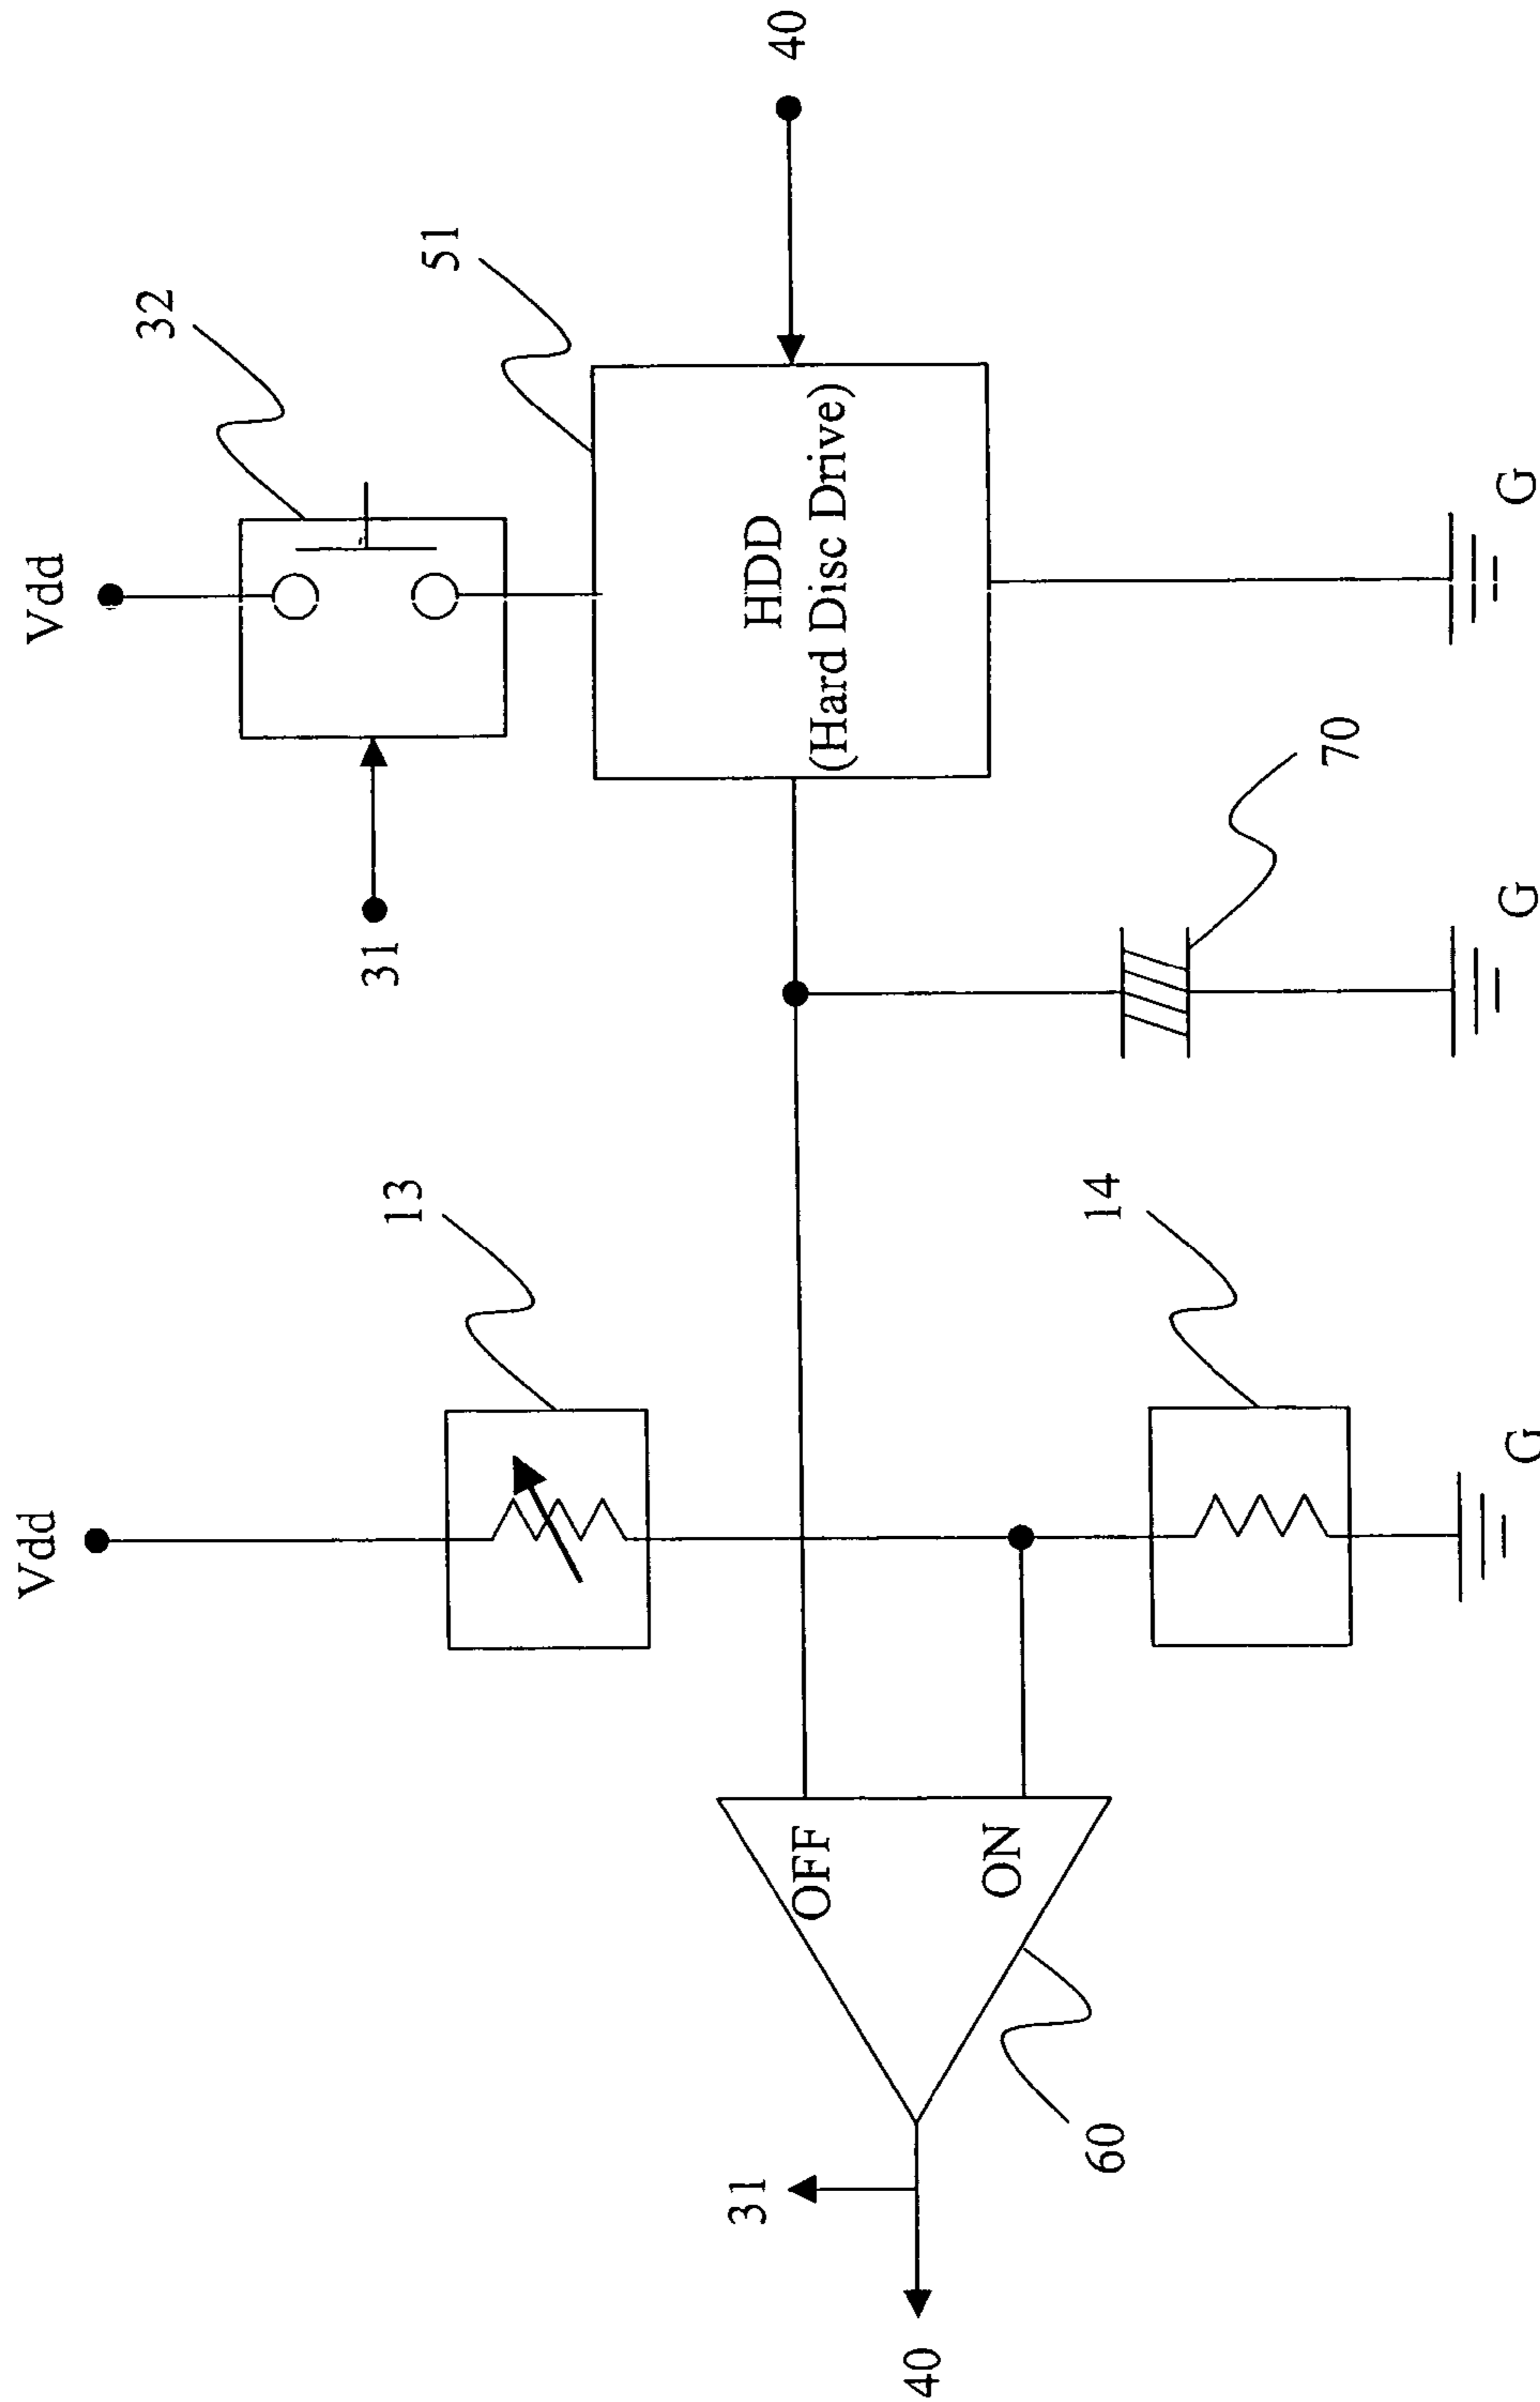 Vdd
Vdd
32
31
13
51
31
HDD
40
OFF
(Hard Disc Drive)
40
ON
60
14
70
G
G
G